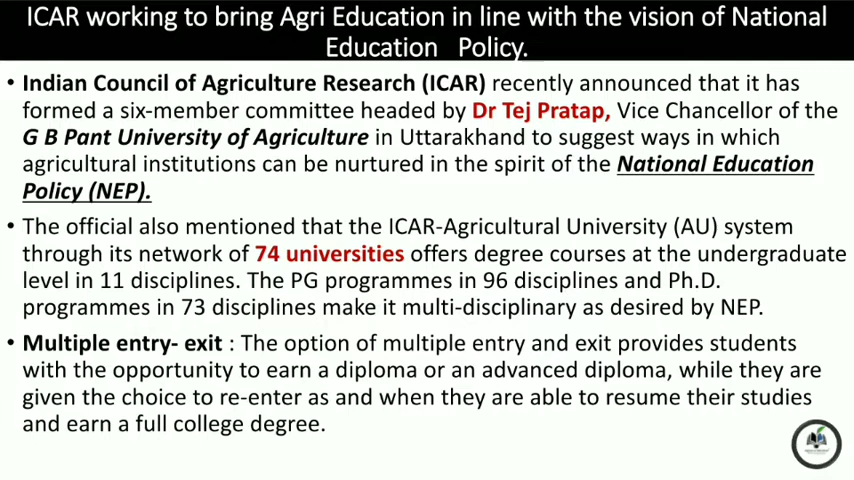 ICAR working to bring Agri Education in line with the vision of National
Education Policy.
• Indian Council of Agriculture Research (ICAR) recently announced that it has
formed a six-member committee headed by Dr Tej Pratap, Vice Chancellor of the
G B Pant University of Agriculture in Uttarakhand to suggest ways in which
agricultural institutions can be nurtured in the spirit of the National Education
Policy (NEP).
• The official also mentioned that the ICAR-Agricultural University (AU) system
through its network of 74 universities offers degree courses at the undergraduate
level in 11 disciplines. The PG programmes in 96 disciplines and Ph.D.
programmes in 73 disciplines make it multi-disciplinary as desired by NEP.
• Multiple entry- exit : The option of multiple entry and exit provides students
with the opportunity to earn a diploma or an advanced diploma, while they are
given the choice to re-enter as and when they are able to resume their studies
and earn a full college degree.